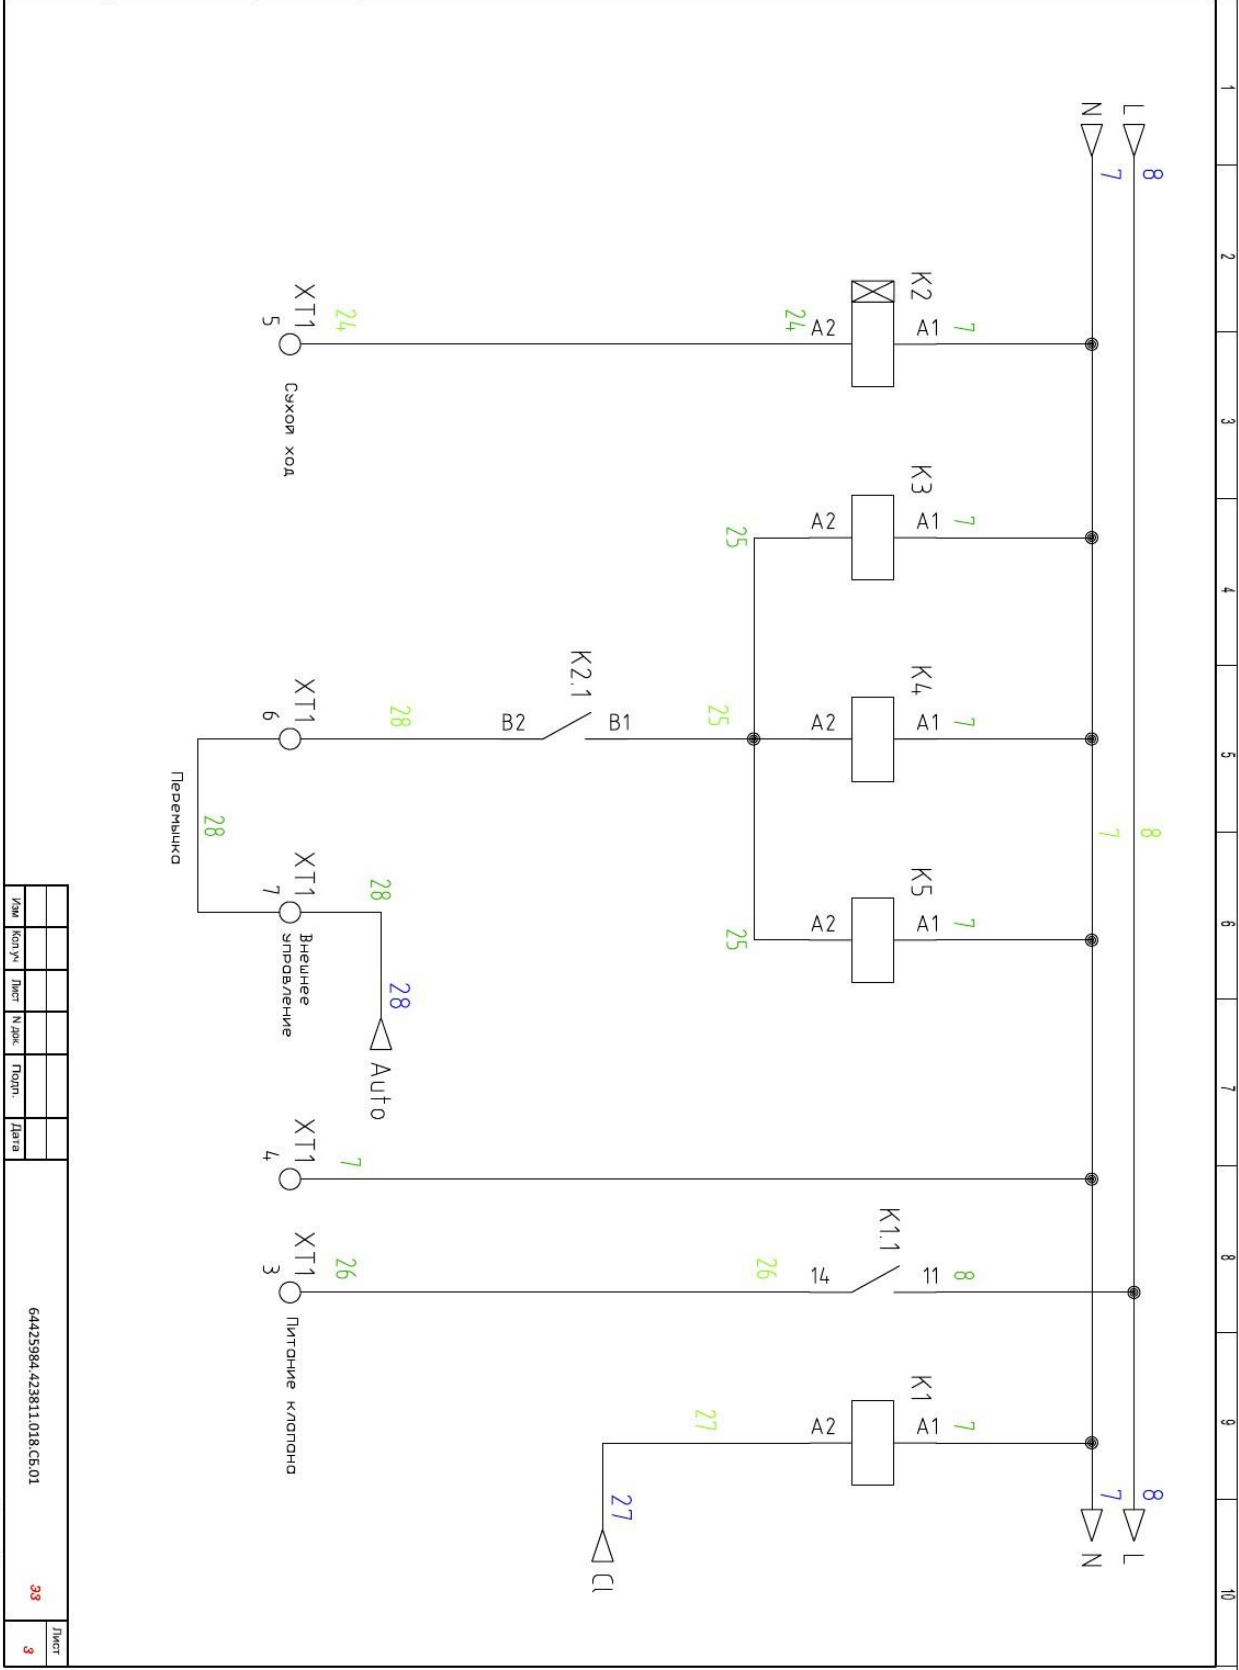 1
2
3
4
5
6
7
8
9
10
L
8
8
8
L
N
7
7
7
N
K2
A1
7
A2
24
K3
A1
7
A2
25
K4
A1
7
A2
25
K5
A1
7
A2
25
K1.1
11
8
14
26
K1
A1
7
A2
27
27
Cl
K2.1
B1
B2
28
24
XT1
5
Сухой ход
XT1
6
28
Перемычка
28
28
Auto
XT1
7
Внешнее
управление
7
XT1
4
26
XT1
3
Питание клапана
Изм
Кол.уч
Лист
N док.
Подп.
Дата
64425984.423811.018.СБ.01
ЭЗ
Лист
3